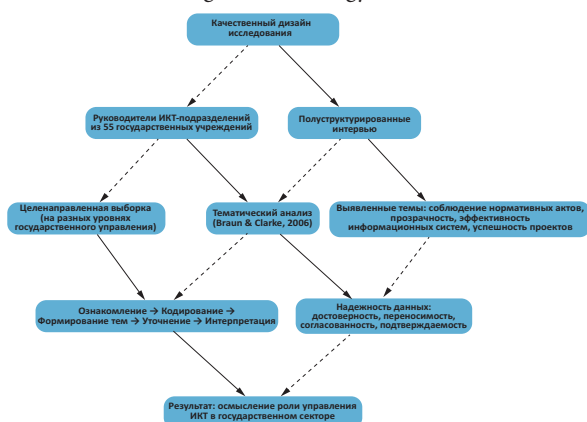 Качественный дизайн
исследования
Руководители ИКТ-подразделений
из 55 государственных учреждений
Полуструктурированные
интервью
Целенаправленная выборка
(на разных уровнях
государственного управления)
Тематический анализ
(Braun & Clarke, 2006)
Выявленные темы: соблюдение нормативных актов,
прозрачность, эффективность
информационных систем, успешность проектов
Ознакомление → Кодирование →
Формирование тем → Уточнение → Интерпретация
Надежность данных:
достоверность, переносимость,
согласованность, подтверждаемость
Результат: осмысление роли управления
ИКТ в государственном секторе